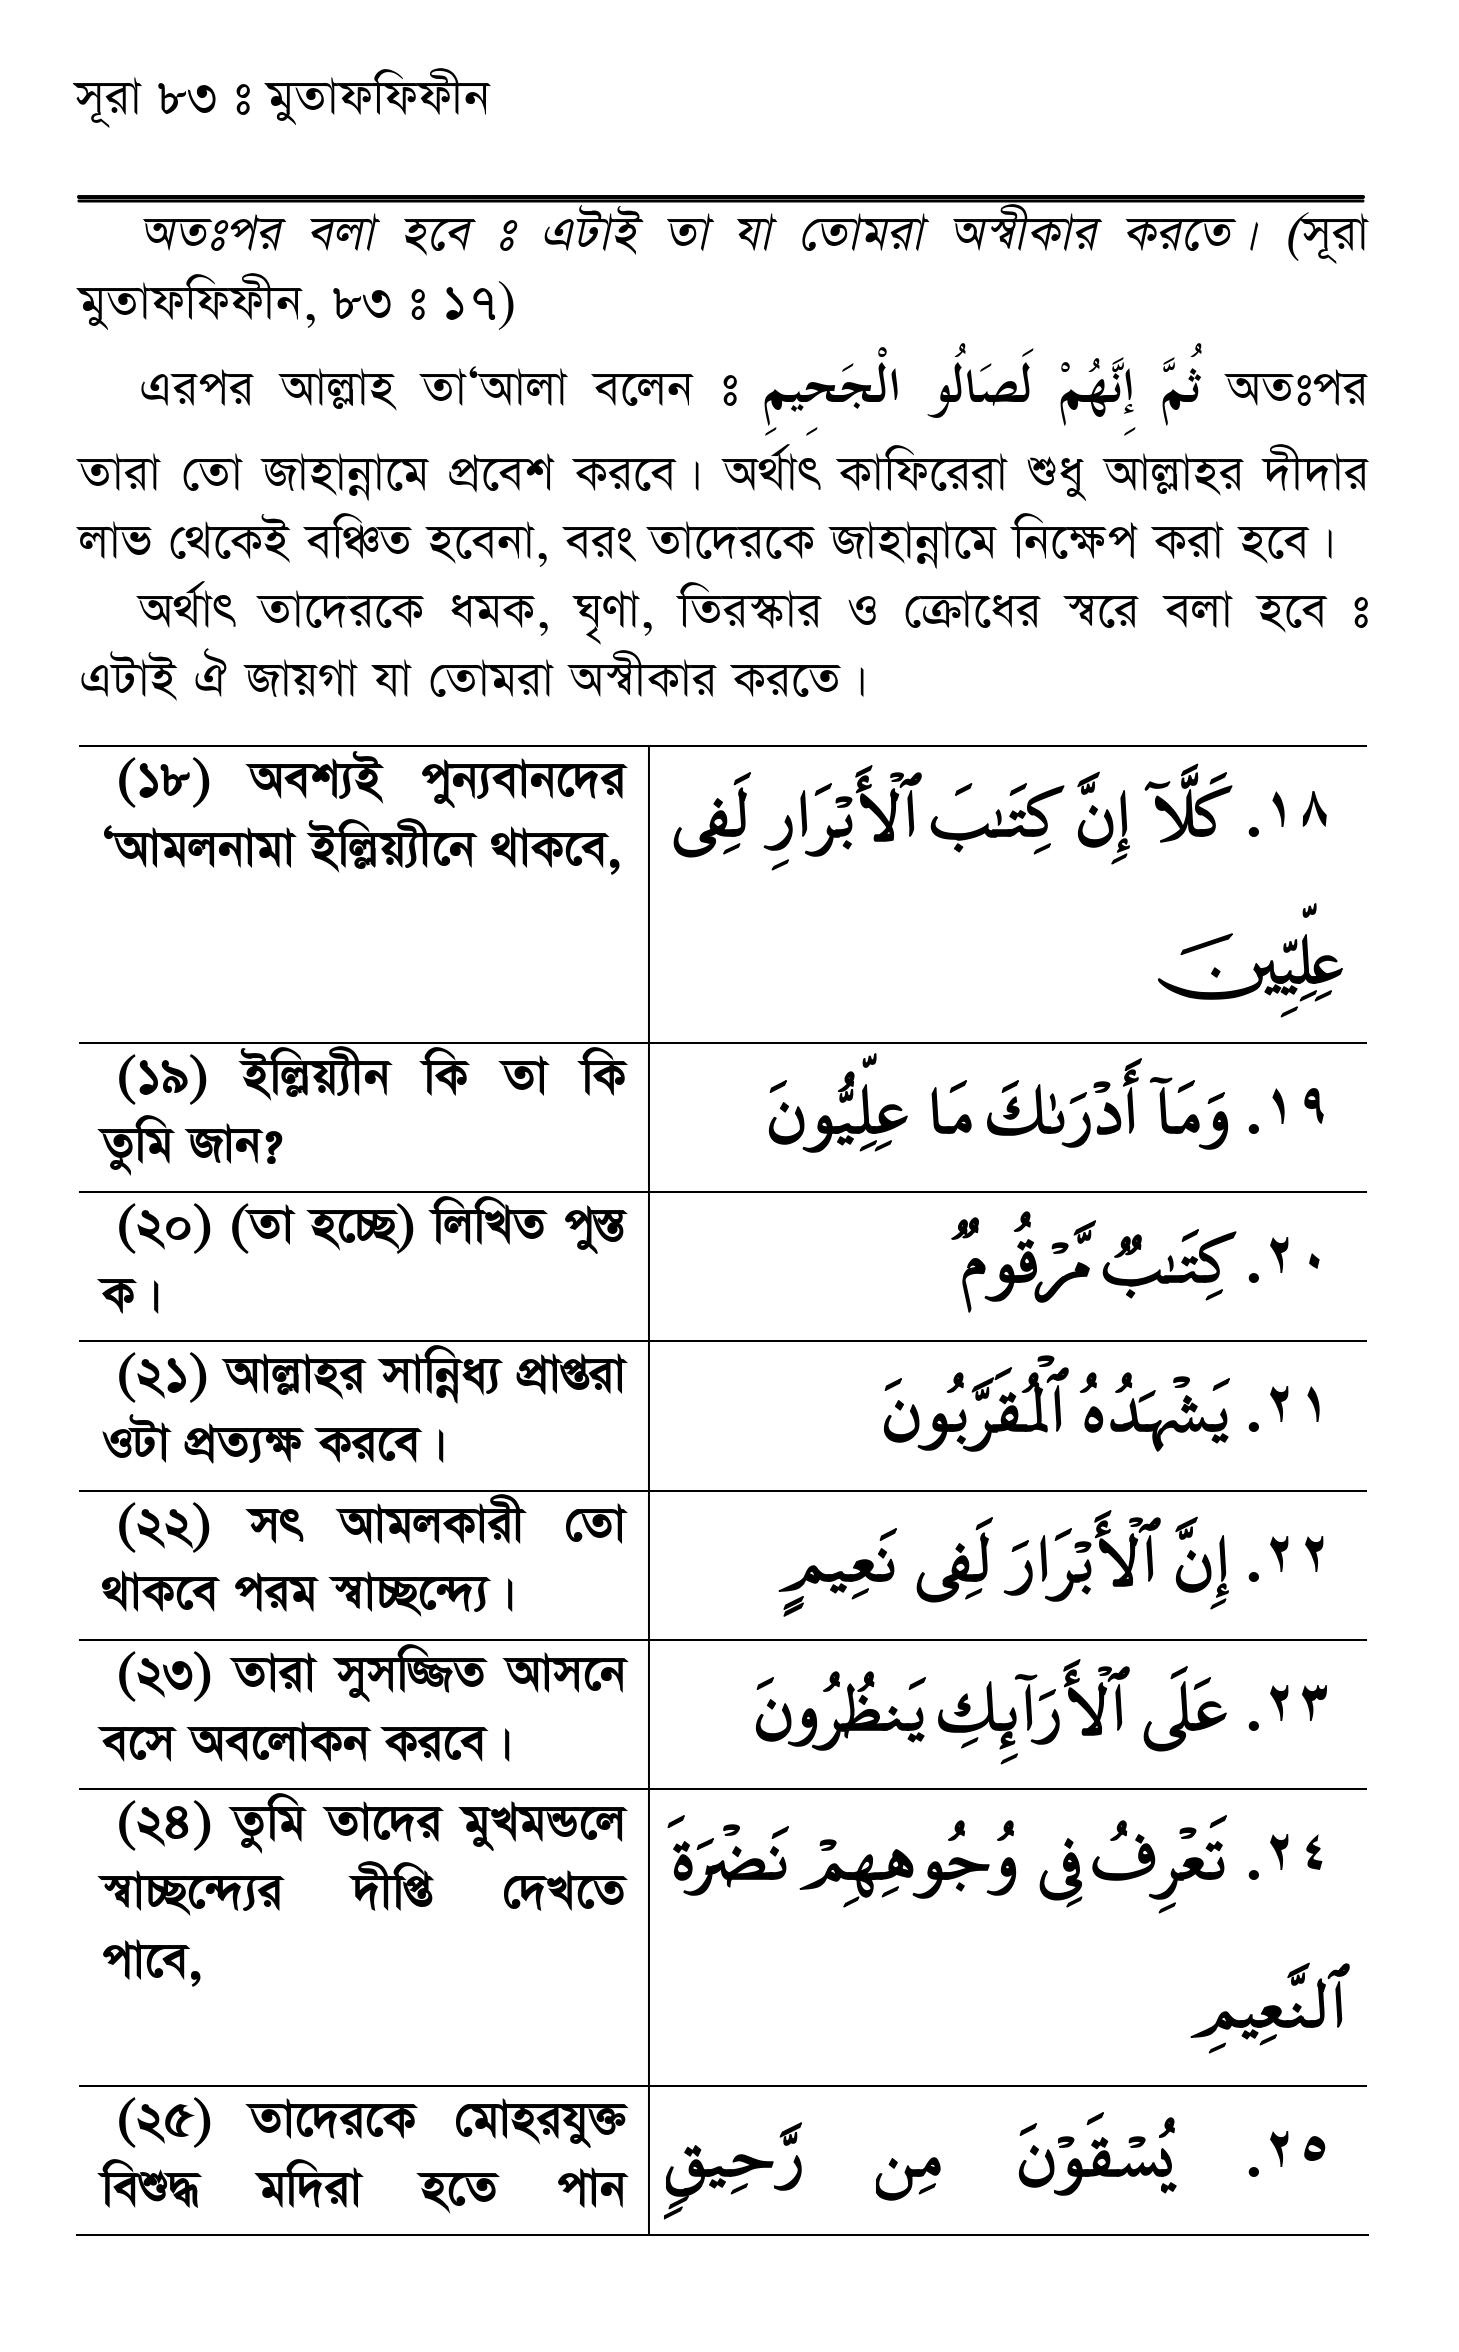 সূরা ৮৩ ঃ মুতাফফিফীন
অতঃপর বলা হবে ঃ এটাই তা যা তোমরা অস্বীকার করতে। (সূরা
মুতাফফিফীন, ৮৩ ঃ ১৭)
এরপর আল্লাহ তা‘আলা বলেন ঃ ثُمَّ إِنَّهُمْ لَصَالُو الْجَحِيمِ অতঃপর
তারা তো জাহান্নামে প্রবেশ করবে। অর্থাৎ কাফিরেরা শুধু আল্লাহর দীদার
লাভ থেকেই বঞ্চিত হবেনা, বরং তাদেরকে জাহান্নামে নিক্ষেপ করা হবে।
অর্থাৎ তাদেরকে ধমক, ঘৃণা, তিরস্কার ও ক্রোধের স্বরে বলা হবে ঃ
এটাই ঐ জায়গা যা তোমরা অস্বীকার করতে।
(১৮) অবশ্যই পুন্যবানদের
‘আমলনামা ইল্লিয়্যীনে থাকবে,
١٨. كَلَّآ إِنَّ كِتَـٰبَ ٱلْأَبْرَارِ لَفِى
عِلِّيِّينَ
(১৯) ইল্লিয়্যীন কি তা কি
তুমি জান?
١٩. وَمَآ أَدْرَىٰكَ مَا عِلِّيُّونَ
(২০) (তা হচ্ছে) লিখিত পুস্ত
ক।
٢٠. كِتَـٰبٌ مَّرْقُومٌ
(২১) আল্লাহর সান্নিধ্য প্রাপ্তরা
ওটা প্রত্যক্ষ করবে।
٢١. يَشْهَدُهُ ٱلْمُقَرَّبُونَ
(২২) সৎ আমলকারী তো
থাকবে পরম স্বাচ্ছন্দ্যে।
٢٢. إِنَّ ٱلْأَبْرَارَ لَفِى نَعِيمٍ
(২৩) তারা সুসজ্জিত আসনে
বসে অবলোকন করবে।
٢٣. عَلَى ٱلْأَرَآئِكِ يَنظُرُونَ
(২৪) তুমি তাদের মুখমন্ডলে
স্বাচ্ছন্দ্যের দীপ্তি দেখতে
পাবে,
٢٤. تَعْرِفُ فِى وُجُوهِهِمْ نَضْرَةَ
ٱلنَّعِيمِ
(২৫) তাদেরকে মোহরযুক্ত
বিশুদ্ধ মদিরা হতে পান
٢٥. يُسْقَوْنَ مِن رَّحِيقٍ